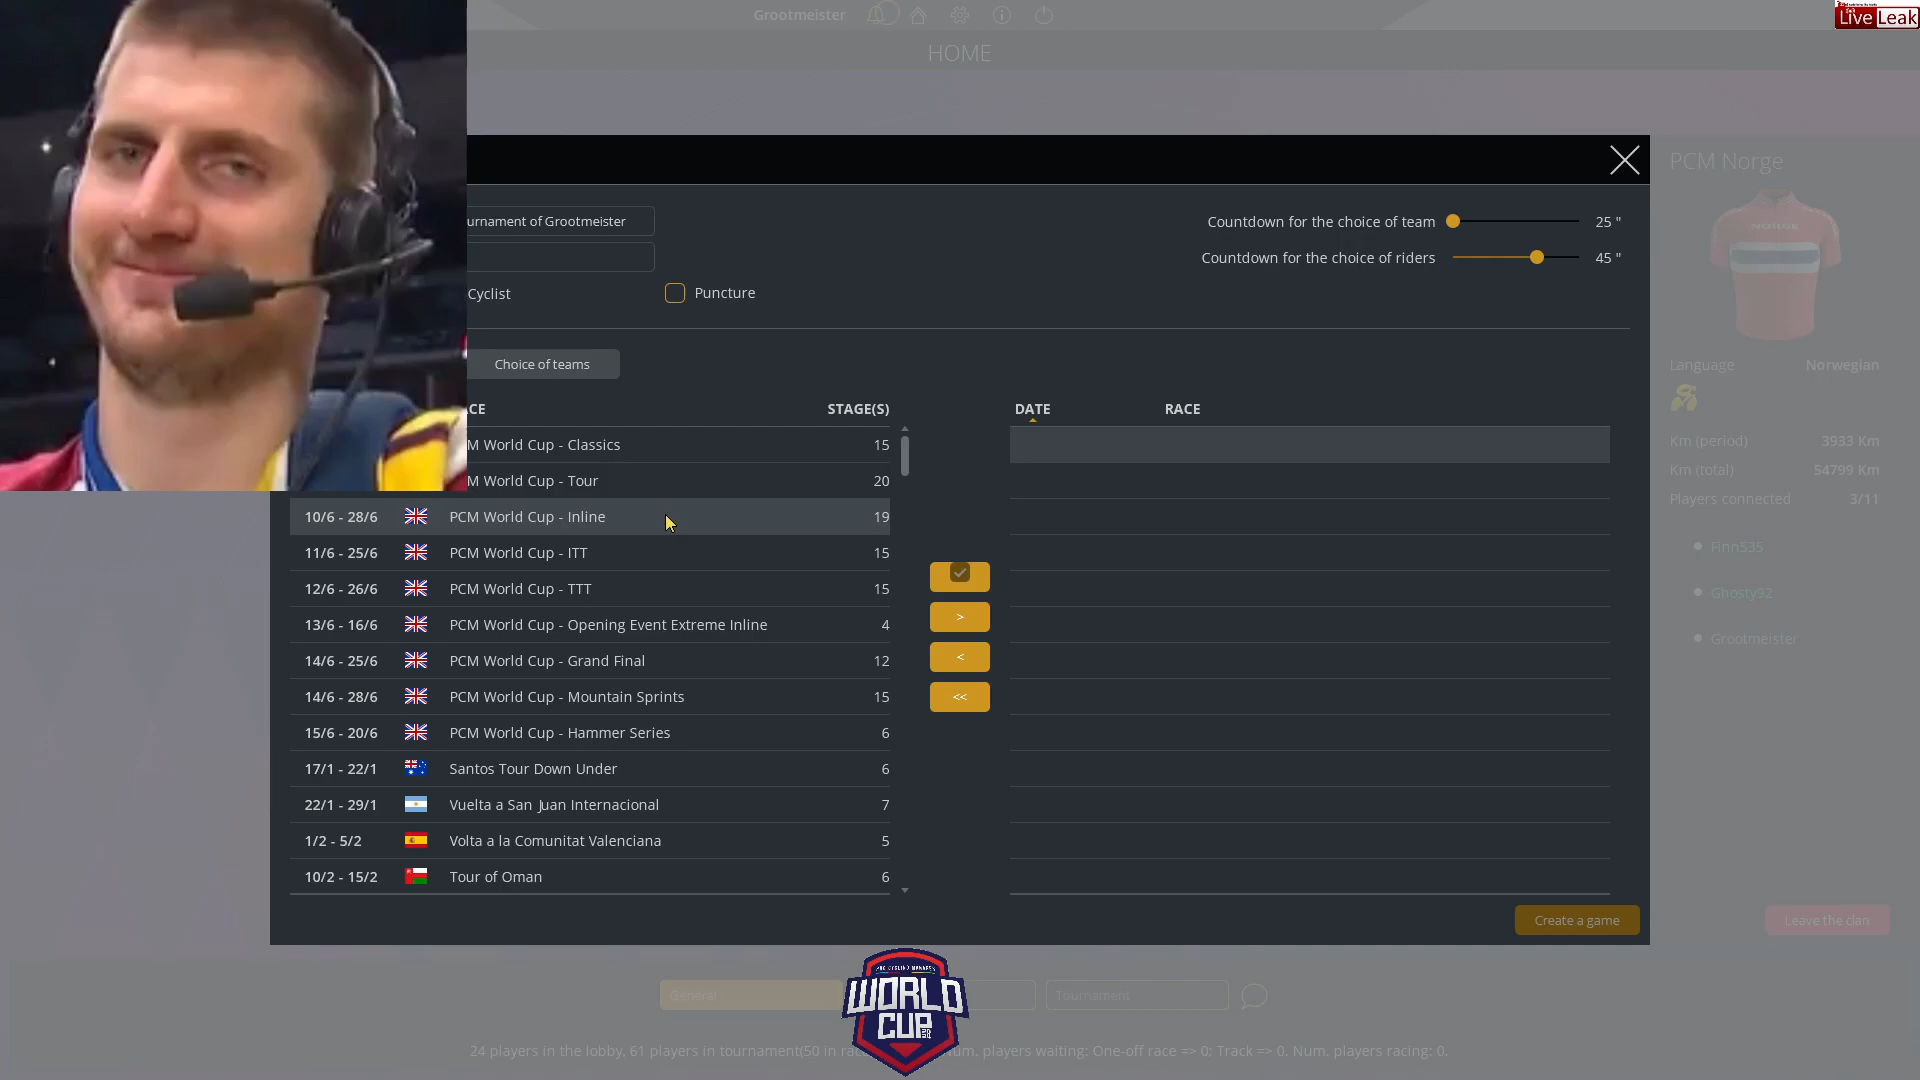 Grootmeister
Live Leak
HOME
PCM Norge
urnament of Grootmeister
Countdown for the choice of team 25 "
Countdown for the choice of riders 45 "
Cyclist Puncture
NORGE
Choice of teams
Language Norwegian
CE STAGE(S) DATE RACE
M World Cup - Classics 15
Km (period) 3933 Km
Km (total) 54799 Km
M World Cup - Tour 20
Players connected 3/11
10/6 - 28/6 PCM World Cup - Inline 19
Finn535
11/6 - 25/6 PCM World Cup - ITT 15
12/6 - 26/6 PCM World Cup - TTT 15
Ghosty92
>
13/6 - 16/6 PCM World Cup - Opening Event Extreme Inline 4
Grootmeister
14/6 - 25/6 PCM World Cup - Grand Final 12
<
14/6 - 28/6 PCM World Cup - Mountain Sprints 15
<<
15/6 - 20/6 PCM World Cup - Hammer Series 6
17/1 - 22/1 Santos Tour Down Under 6
22/1 - 29/1 Vuelta a San Juan Internacional 7
1/2 - 5/2 Volta a la Comunitat Valenciana 5
10/2 - 15/2 Tour of Oman 6
Create a game
Leave the clan
PRO CYCLING MANAGER
WORLD
CUP
General Tournament
24 players in the lobby, 61 players in tournament(50 in um. players waiting: One-off race => 0; Track => 0. Num. players racing: 0.